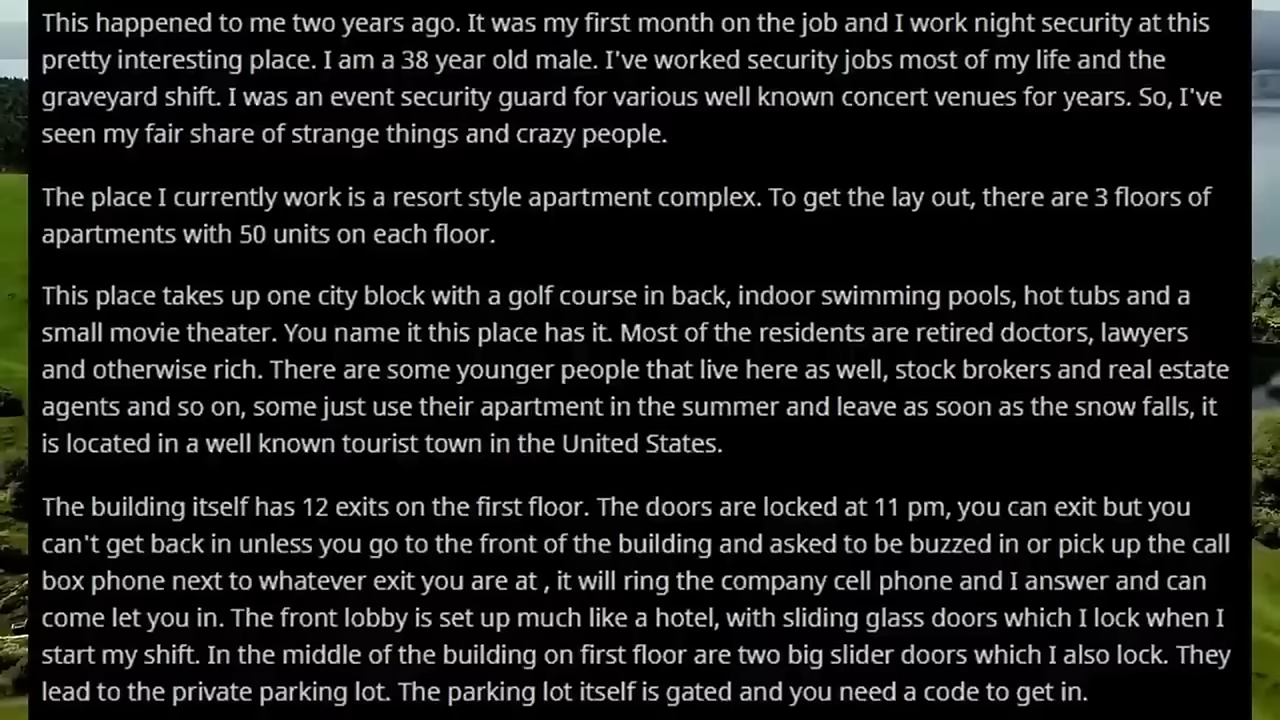 This happened to me two years ago. It was my first month on the job and I work night security at this
pretty interesting place. I am a 38 year old male. I've worked security jobs most of my life and the
graveyard shift. I was an event security guard for various well known concert venues for years. So, I've
seen my fair share of strange things and crazy people.
The place I currently work is a resort style apartment complex. To get the lay out, there are 3 floors of
apartments with 50 units on each floor.
This place takes up one city block with a golf course in back, indoor swimming pools, hot tubs and a
small movie theater. You name it this place has it. Most of the residents are retired doctors, lawyers
and otherwise rich. There are some younger people that live here as well, stock brokers and real estate
agents and so on, some just use their apartment in the summer and leave as soon as the snow falls, it
is located in a well known tourist town in the United States.
The building itself has 12 exits on the first floor. The doors are locked at 11 pm, you can exit but you
can't get back in unless you go to the front of the building and asked to be buzzed in or pick up the call
box phone next to whatever exit you are at , it will ring the company cell phone and I answer and can
come let you in. The front lobby is set up much like a hotel, with sliding glass doors which I lock when I
start my shift. In the middle of the building on first floor are two big slider doors which I also lock. They
lead to the private parking lot. The parking lot itself is gated and you need a code to get in.